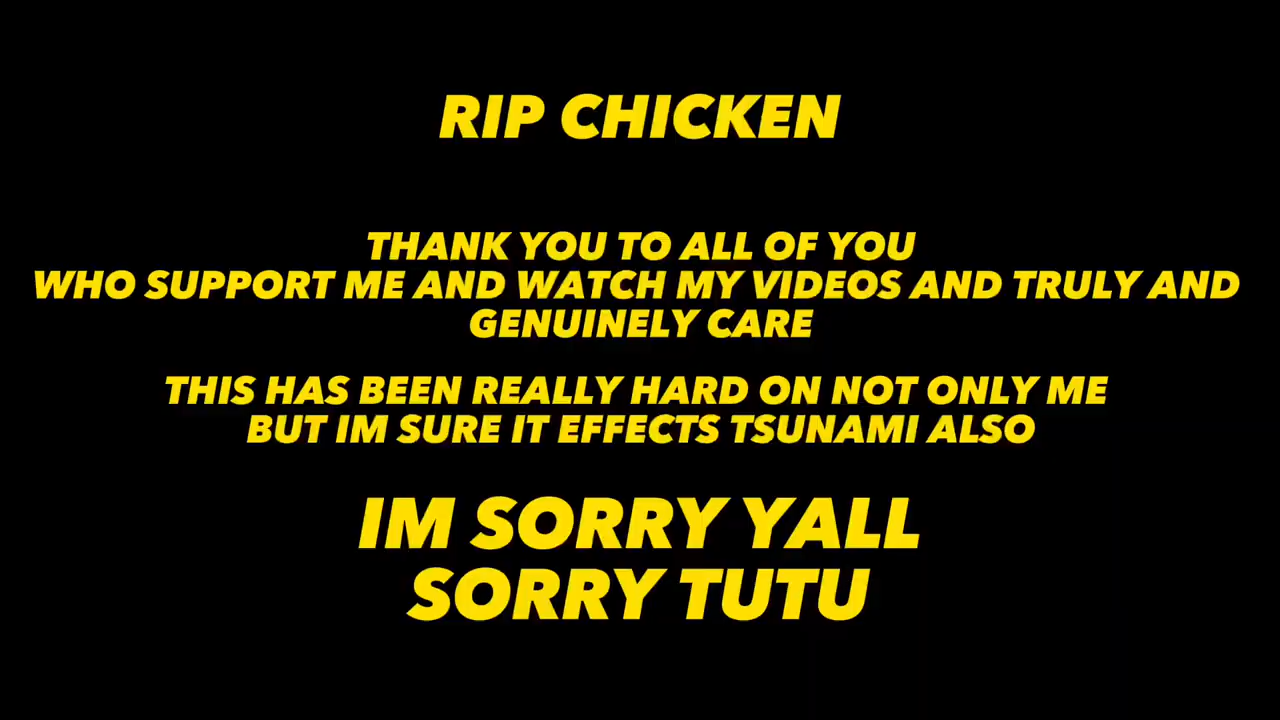 RIP CHICKEN
THANK YOU TO ALL OF YOU
WHO SUPPORT ME AND WATCH MY VIDEOS AND TRULY AND
GENUINELY CARE
THIS HAS BEEN REALLY HARD ON NOT ONLY ME
BUT IM SURE IT EFFECTS TSUNAMI ALSO
IM SORRY YALL
SORRY TUTU